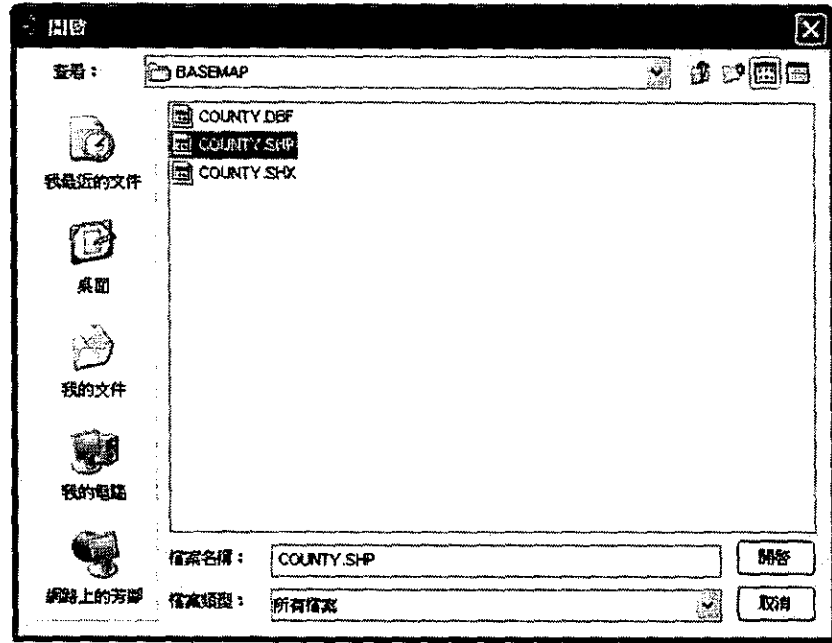 開啟
查看：
BASEMAP
COUNTY.DBF
COUNTY.SHP
COUNTY.SHX
我最近的文件
桌面
我的文件
我的電腦
網路上的芳鄰
檔案名稱：
COUNTY.SHP
開啓
檔案類型：
所有檔案
取消